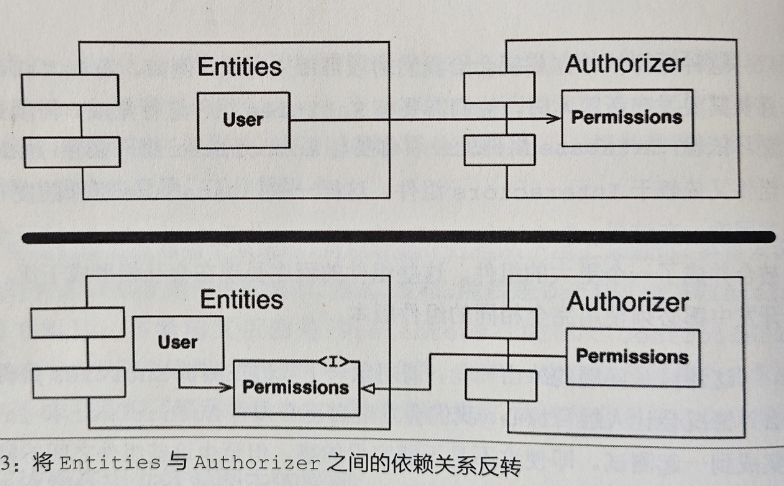 Entities
Authorizer
User
Permissions
Entities
Authorizer
User
<I>
Permissions
Permissions
3: 将 Entities 与 Authorizer 之间的依赖关系反转